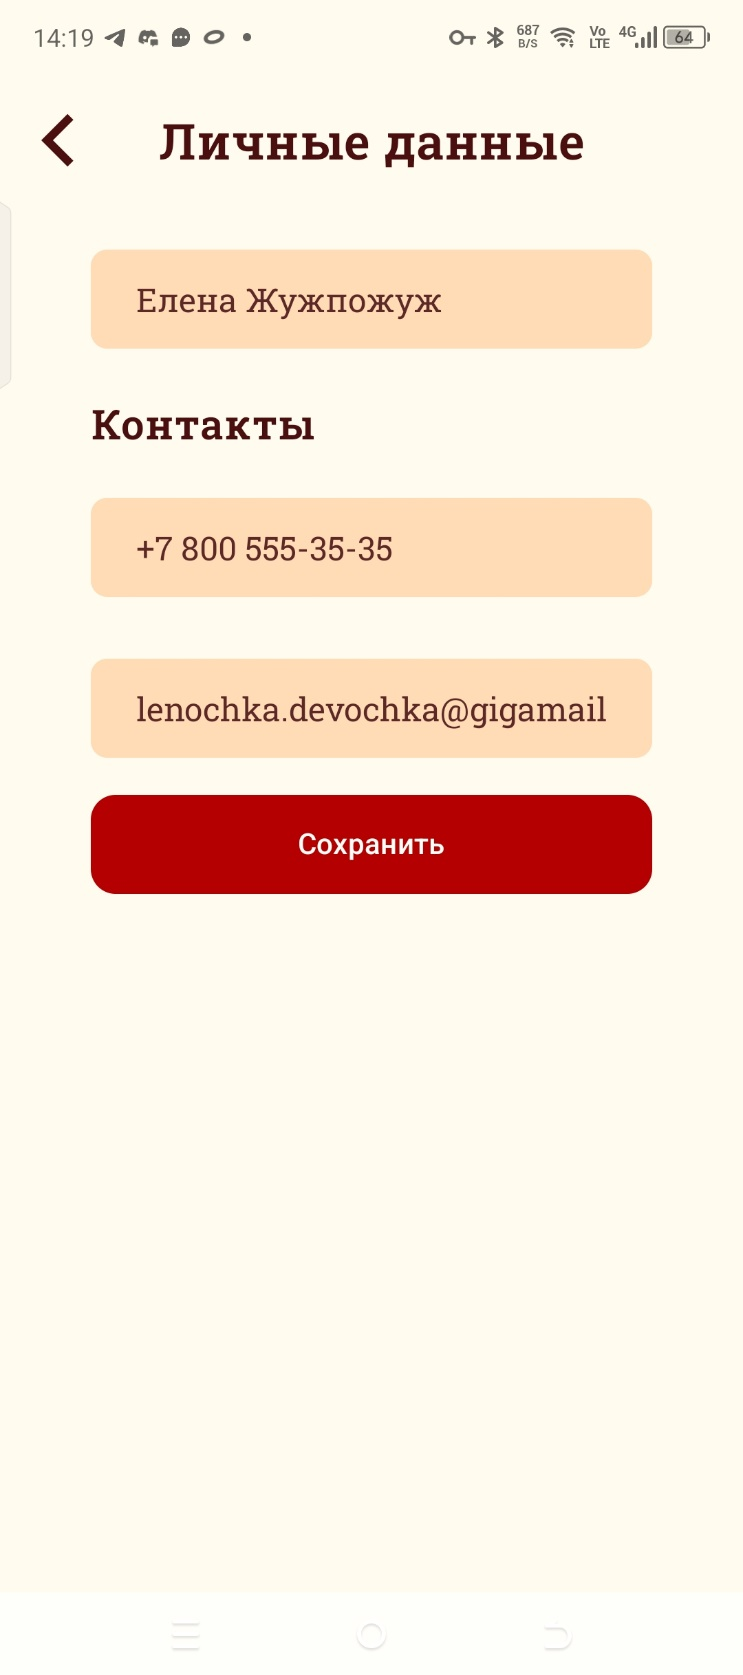 14:19 687 B/S Vo LTE 4G 64
Личные данные
Елена Жужпожуж
Контакты
+7 800 555-35-35
lenochka.devochka@gigamail
Сохранить